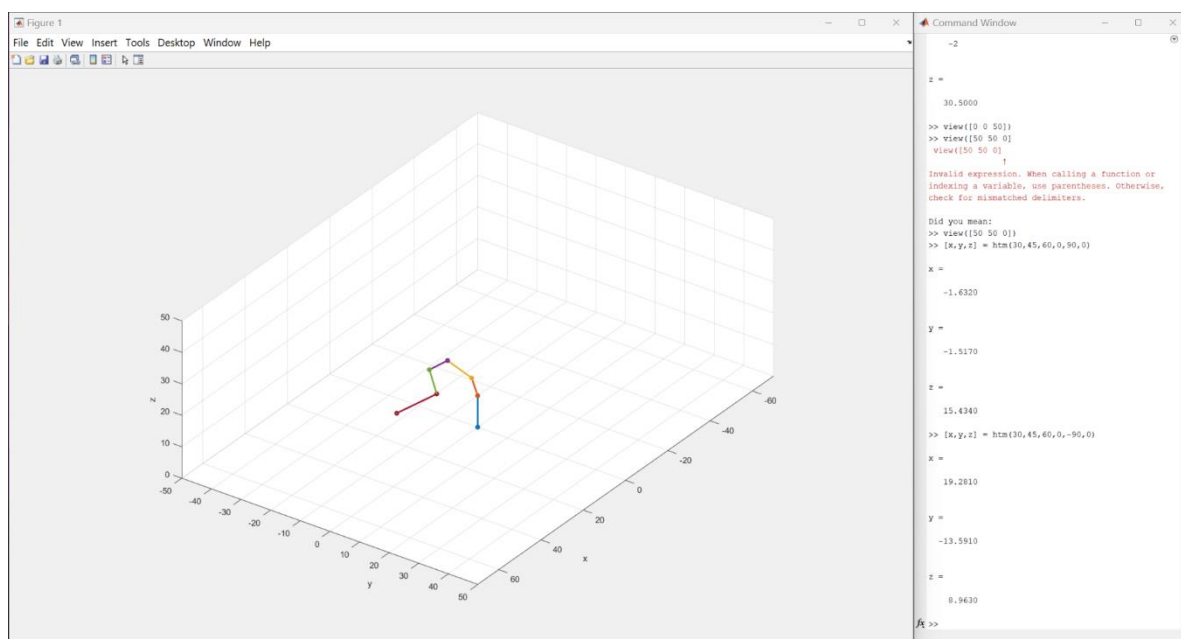 Figure 1
File Edit View Insert Tools Desktop Window Help
50
40
30
20
10
0
z
-50
-40
-30
-20
-10
0
10
20
30
40
50
y
60
40
20
0
-20
-40
-60
x
Command Window
-2
z =
30.5000
>> view([0 0 50])
>> view([50 50 0]
view([50 50 0]
↑
Invalid expression. When calling a function or
indexing a variable, use parentheses. Otherwise,
check for mismatched delimiters.
Did you mean:
>> view([50 50 0])
>> [x,y,z] = htm(30,45,60,0,90,0)
x =
-1.6320
y =
-1.5170
z =
15.4340
>> [x,y,z] = htm(30,45,60,0,-90,0)
x =
19.2810
y =
-13.5910
z =
8.9630
fx >>